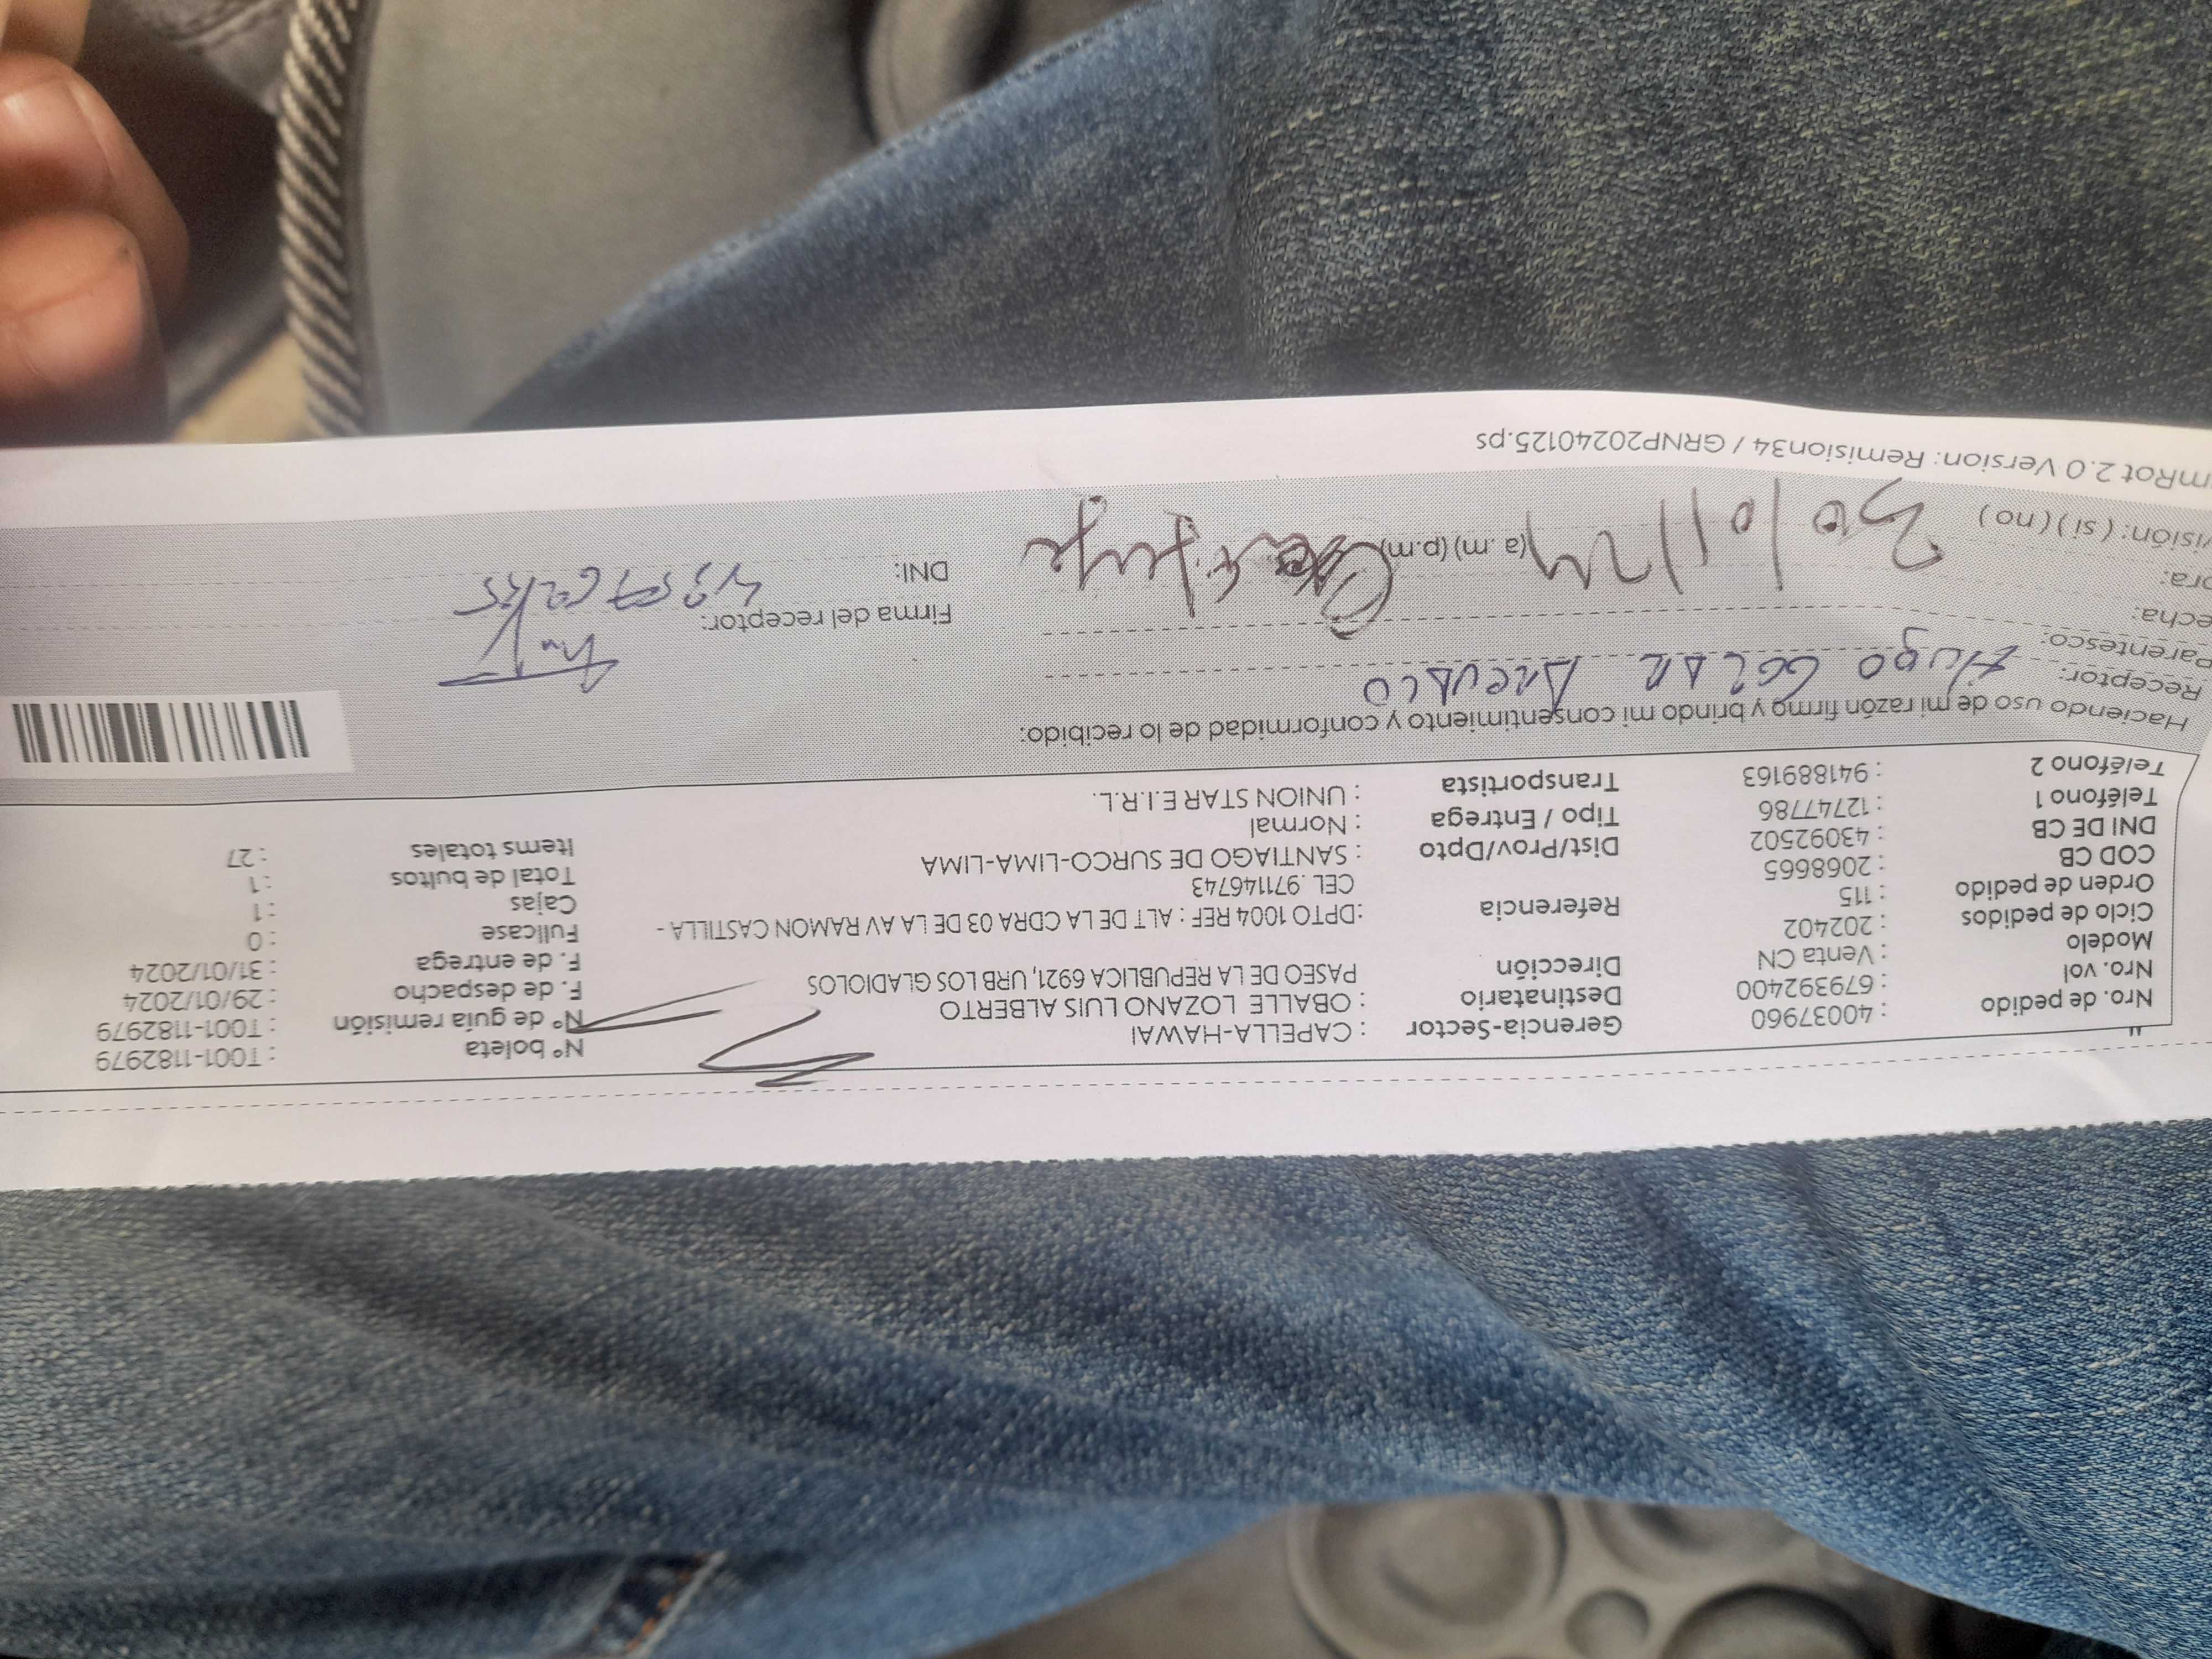 Nro. de pedido : 40037960 Gerencia-Sector : CAPELLA-HAWAI Nº boleta : T001-1182979
Nro. vol : 679392400 Destinatario : OBALLE LOZANO LUIS ALBERTO Nº de guía remisión : T001-1182979
Modelo : Venta CN Dirección PASEO DE LA REPUBLICA 6921, URB LOS GLADIOLOS F. de despacho : 29/01/2024
Ciclo de pedidos : 202402 F. de entrega : 31/01/2024
Orden de pedido : 115 Referencia :DPTO 1004 REF : ALT DE LA CDRA 03 DE LA AV RAMON CASTILLA - Fullcase : 0
COD CB : 2068665 CEL .971146743 Cajas : 1
DNI DE CB : 43092502 Dist/Prov/Dpto : SANTIAGO DE SURCO-LIMA-LIMA Total de bultos : 1
Teléfono 1 : 12747786 Tipo / Entrega : Normal Items totales : 27
Teléfono 2 : 941889163 Transportista : UNION STAR E.I.R.L.
Haciendo uso de mi razón firmo y brindo mi consentimiento y conformidad de lo recibido:
Receptor: Hugo
Parentesco:
echa: Firma del receptor:
ora: 30/01/24 (a .m) (p.m) DNI:
visión: ( si ) ( no )
mRot 2.0 Version: Remision34 / GRNP20240125.ps